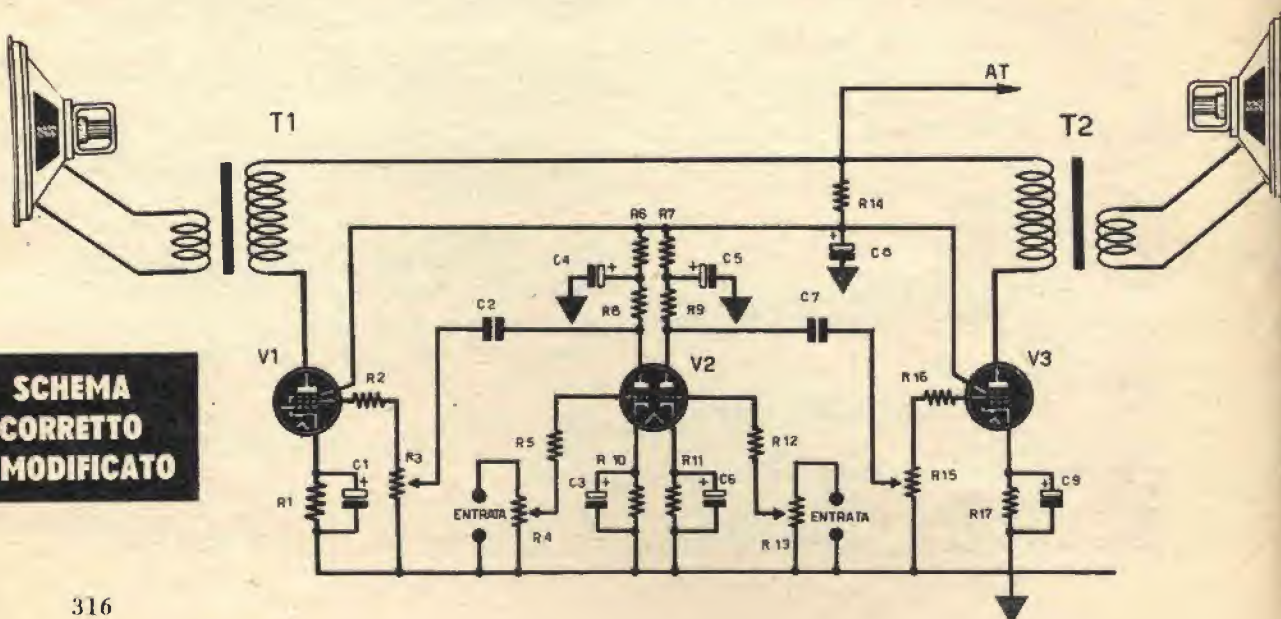 AT
T1
T2
R14
R6 R7
C4
+
+
C5
+
C8
C2
R8
R9
C7
V1
V2
V3
R2
R16
SCHEMA
CORRETTO
MODIFICATO
R5
R12
R3
R15
C1
+
R10
R11
C9
+
R1
C3
+
+
C6
R17
ENTRATA
R4
R13
ENTRATA
316